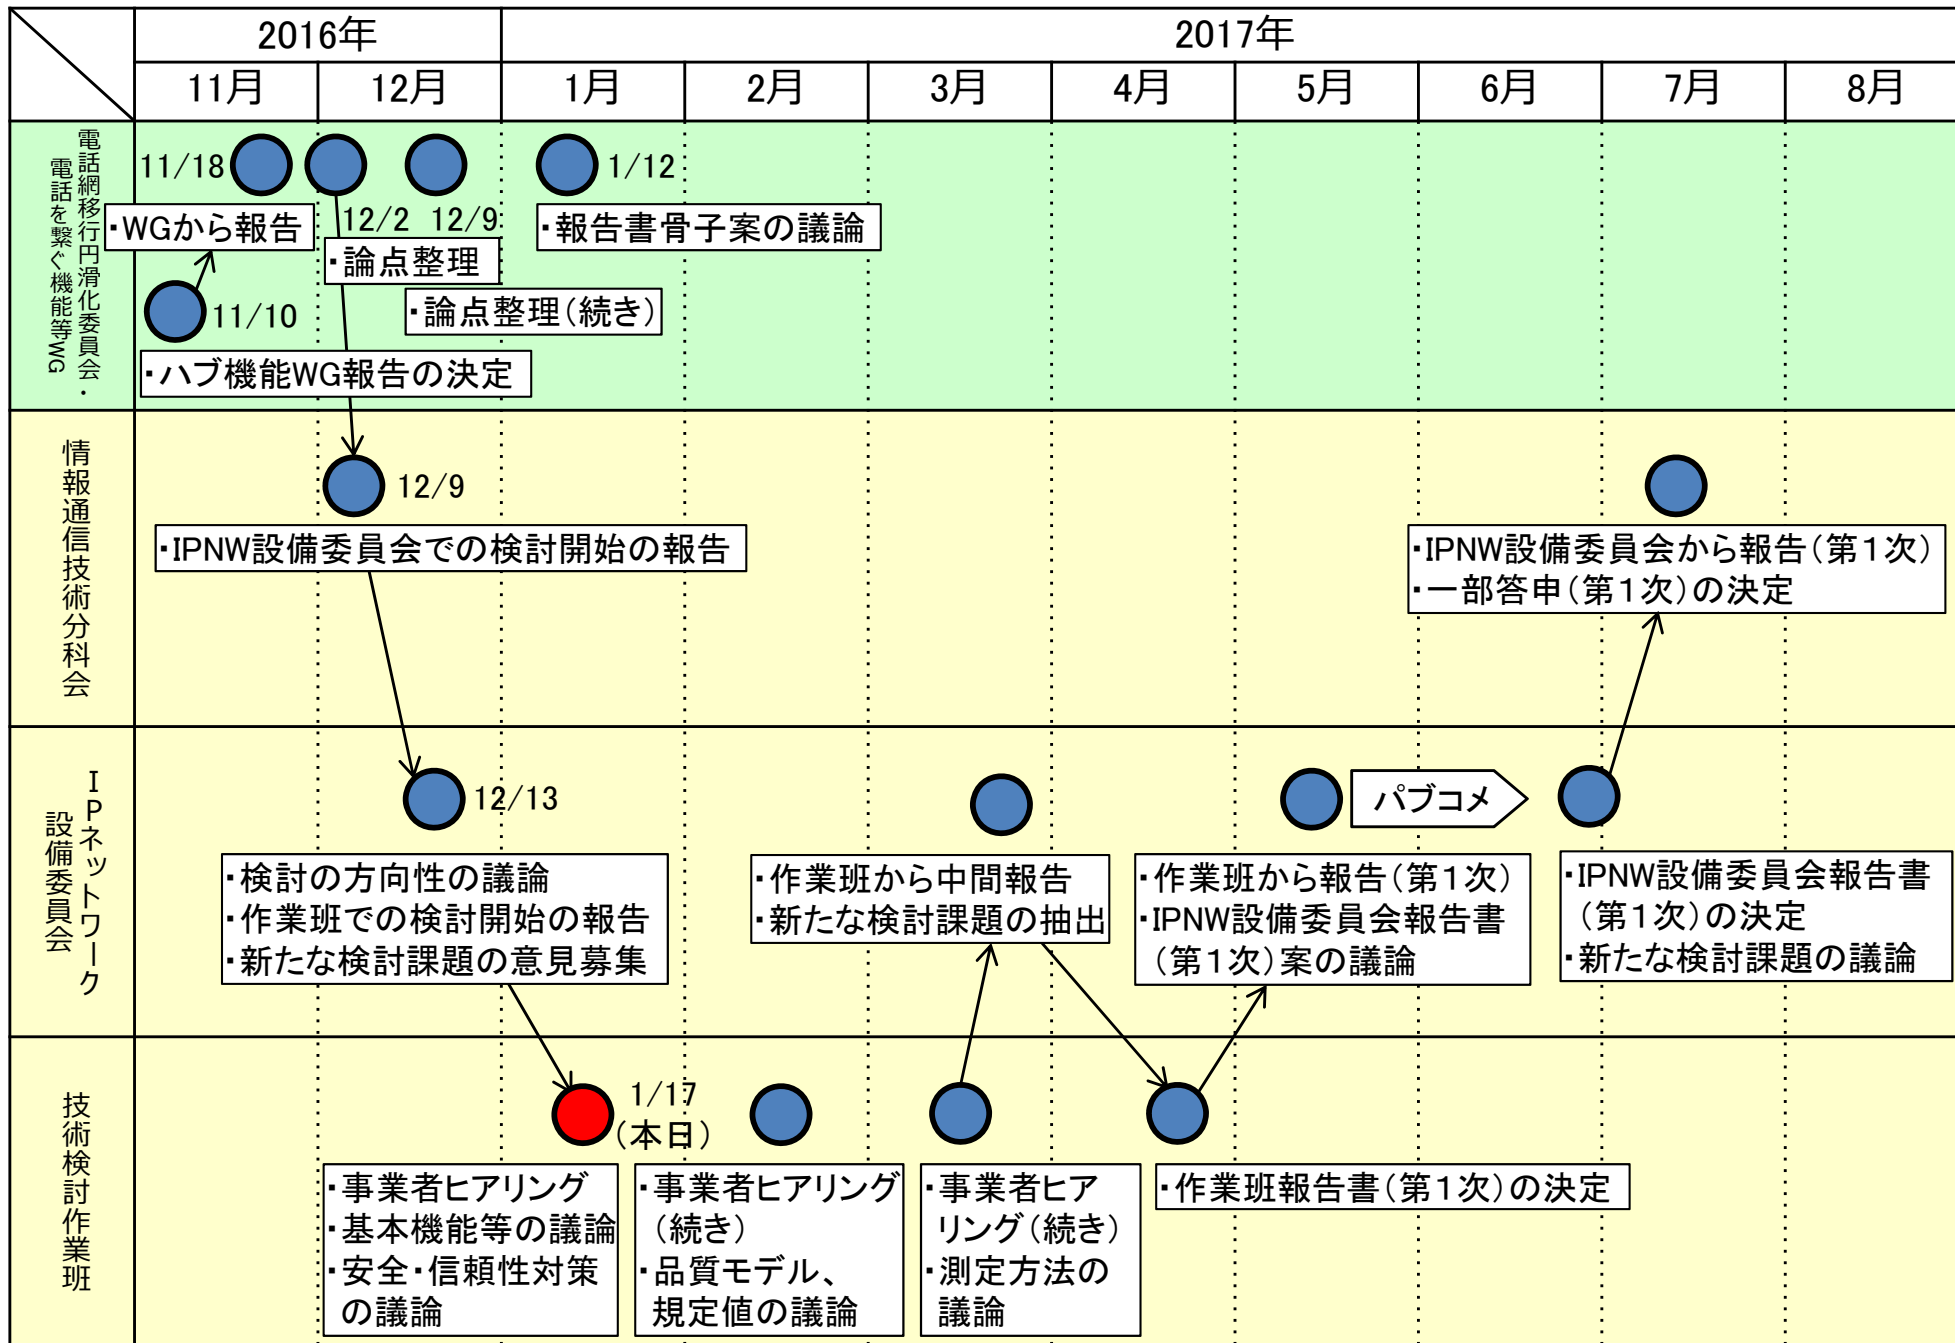 2016年
2017年
11月
12月
1月
2月
3月
4月
5月
6月
7月
8月
電話網移行円滑化委員会・
電話を繋ぐ機能等WG
11/18
12/2
12/9
1/12
・WGから報告
・論点整理
・報告書骨子案の議論
11/10
・論点整理（続き）
・ハブ機能WG報告の決定
情報通信技術分科会
12/9
・IPNW設備委員会での検討開始の報告
・IPNW設備委員会から報告（第１次）
・一部答申（第１次）の決定
IPネットワーク
設備委員会
12/13
パブコメ
・検討の方向性の議論
・作業班での検討開始の報告
・新たな検討課題の意見募集
・作業班から中間報告
・新たな検討課題の抽出
・作業班から報告（第１次）
・IPNW設備委員会報告書
（第１次）案の議論
・IPNW設備委員会報告書
（第１次）の決定
・新たな検討課題の議論
技術検討作業班
1/17
（本日）
・事業者ヒアリング
・基本機能等の議論
・安全・信頼性対策
の議論
・事業者ヒアリング
（続き）
・品質モデル、
規定値の議論
・事業者ヒア
リング（続き）
・測定方法の
議論
・作業班報告書（第１次）の決定